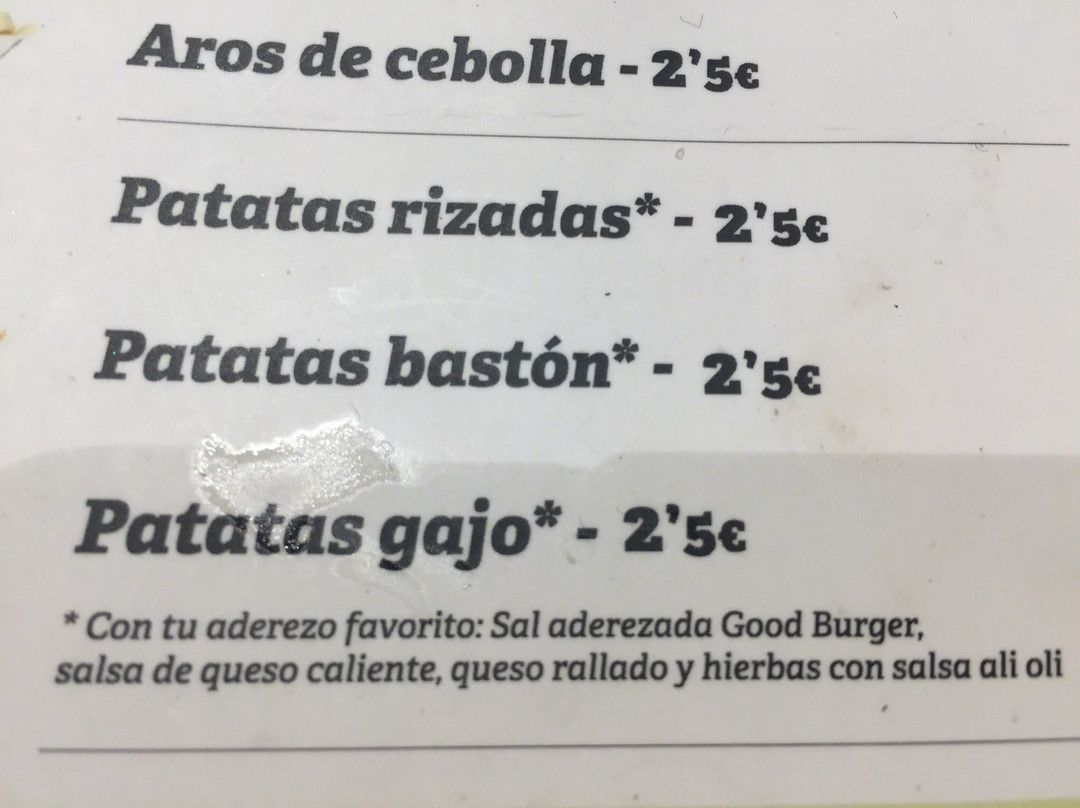 Aros de cebolla - 2'5€
Patatas rizadas* - 2'5€
Patatas bastón* - 2'5€
Patatas gajo* - 2'5€
* Con tu aderezo favorito: Sal aderezada Good Burger,
salsa de queso caliente, queso rallado y hierbas con salsa ali oli